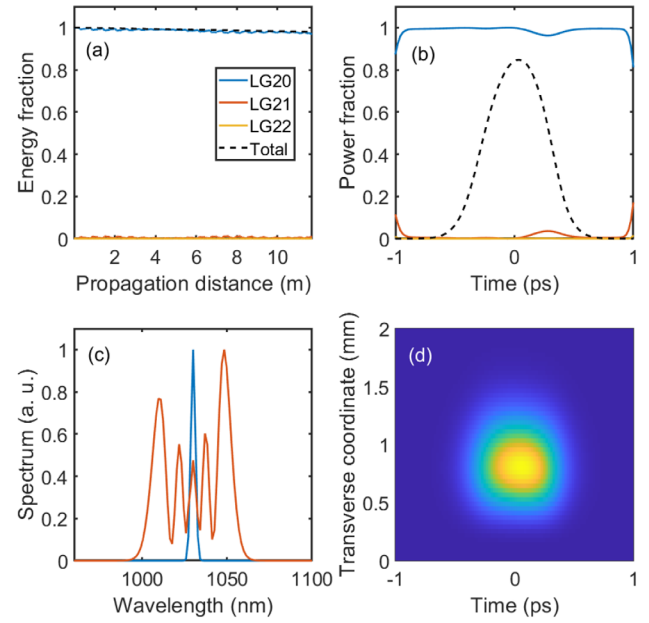 (a)
Energy fraction
1
0.8
0.6
0.4
0.2
0
LG20
LG21
LG22
Total
2 4 6 8 10
Propagation distance (m)
(b)
Power fraction
1
0.8
0.6
0.4
0.2
0
-1 0 1
Time (ps)
(c)
Spectrum (a. u.)
1
0.8
0.6
0.4
0.2
0
1000 1050 1100
Wavelength (nm)
(d)
Transverse coordinate (mm)
2
1.5
1
0.5
0
-1 0 1
Time (ps)